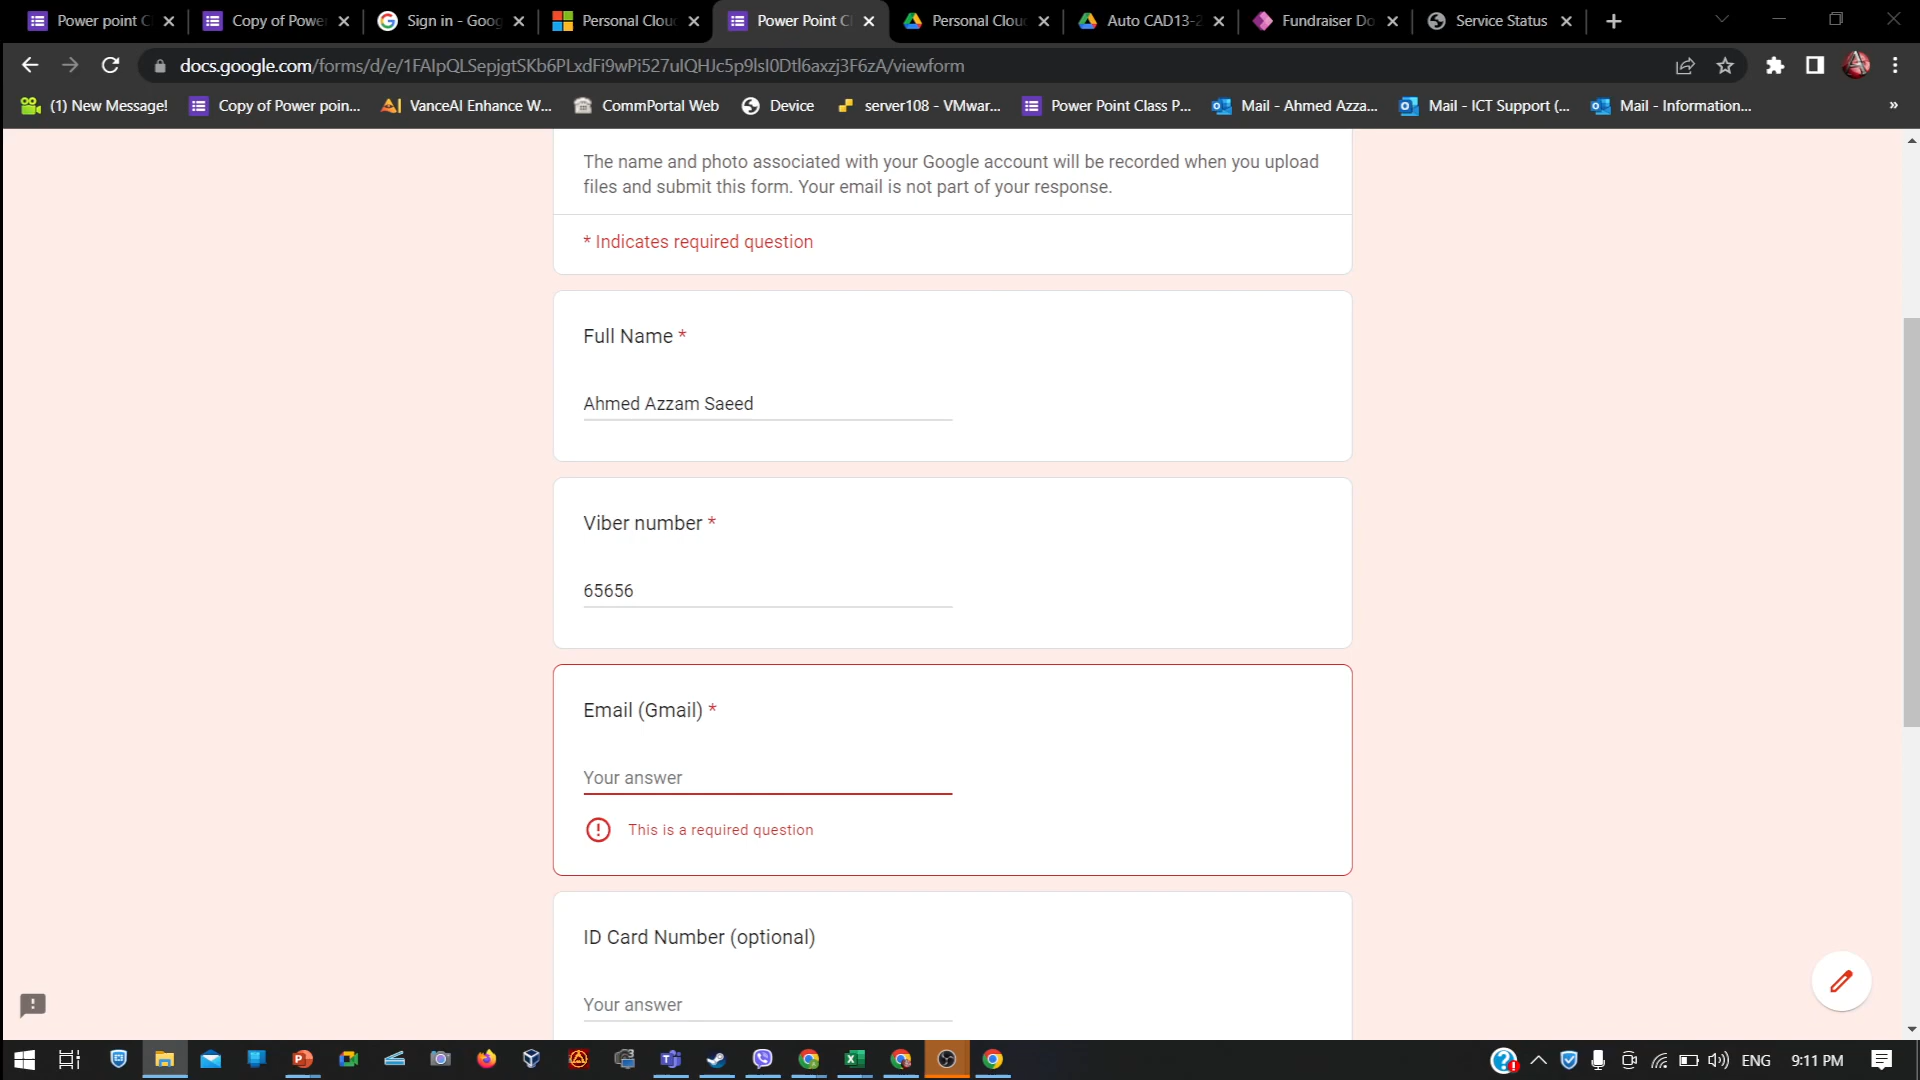 Power point C
Copy of Powe
Sign in - Goog
Personal Clou
Power Point C
Personal Clou
Auto CAD13-2
Fundraiser Do
Service Status
docs.google.com/forms/d/e/1FAIpQLSepjgtSKb6PLxdFi9wPi527uIQHJc5p9lsI0Dtl6axzj3F6zA/viewform
(1) New Message!
Copy of Power poin...
VanceAI Enhance W...
CommPortal Web
Device
server108 - VMwar...
Power Point Class P...
Mail - Ahmed Azza...
Mail - ICT Support (...
Mail - Information...
»
The name and photo associated with your Google account will be recorded when you upload
files and submit this form. Your email is not part of your response.
* Indicates required question
Full Name *
Ahmed Azzam Saeed
Viber number *
65656
Email (Gmail) *
Your answer
This is a required question
ID Card Number (optional)
Your answer
ENG
9:11 PM